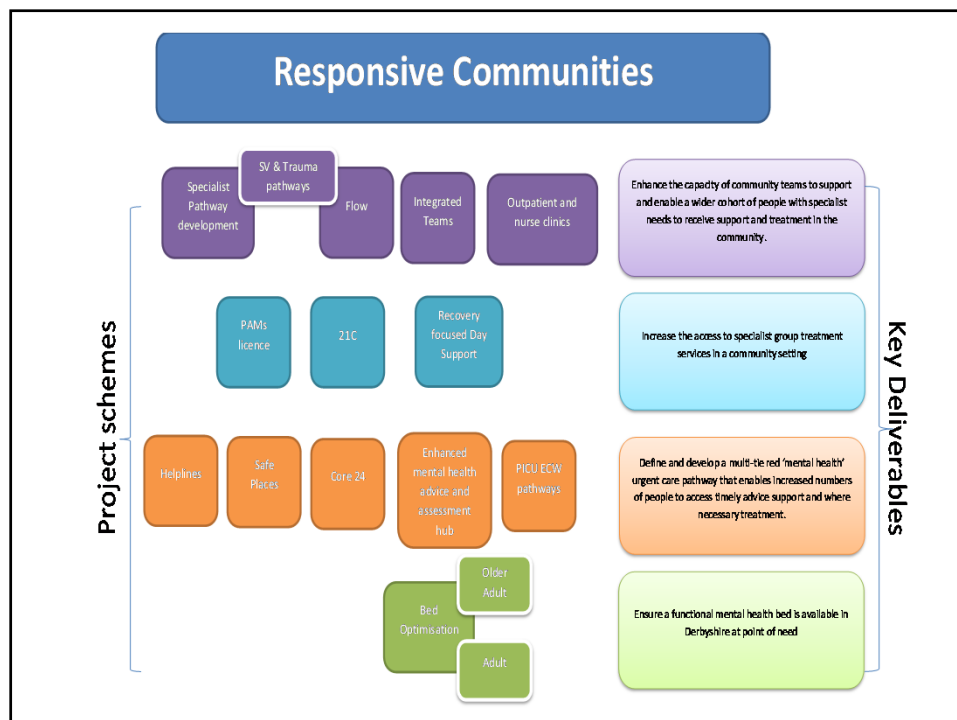 Responsive Communities
Project schemes
SV & Trauma
pathways
Specialist
Pathway
development
Flow
Integrated
Teams
Outpatient and
nurse clinics
Enhance the capacity of community teams to support
and enable a wider cohort of people with specialist
needs to receive support and treatment in the
community.
PAMs
licence
21C
Recovery
focused Day
Support
Increase the access to specialist group treatment
services in a community setting
Helplines
Safe
Places
Core 24
Enhanced
mental health
advice and
assessment
hub
PICU ECW
pathways
Define and develop a multi-tie red ‘mental health’
urgent care pathway that enables increased numbers
of people to access timely advice support and where
necessary treatment.
Bed
Optimisation
Older
Adult
Adult
Ensure a functional mental health bed is available in
Derbyshire at point of need
Key Deliverables